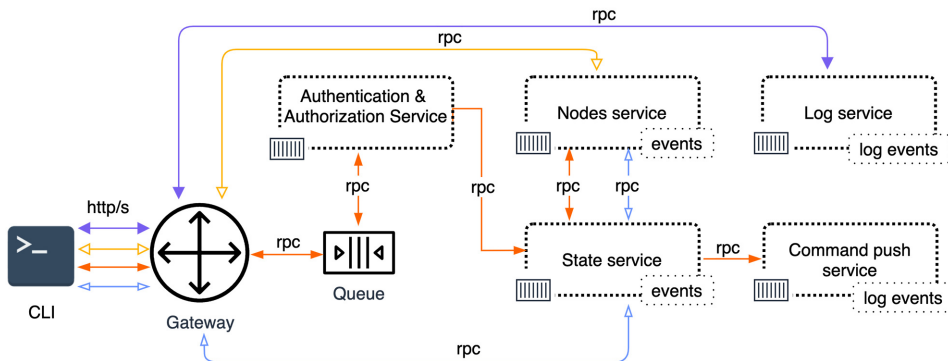 rpc
rpc
Authentication &
Authorization Service
Nodes service
events
Log service
log events
rpc
rpc
rpc
rpc
http/s
>_
CLI
Gateway
rpc
Queue
State service
events
rpc
Command push
service
log events
rpc